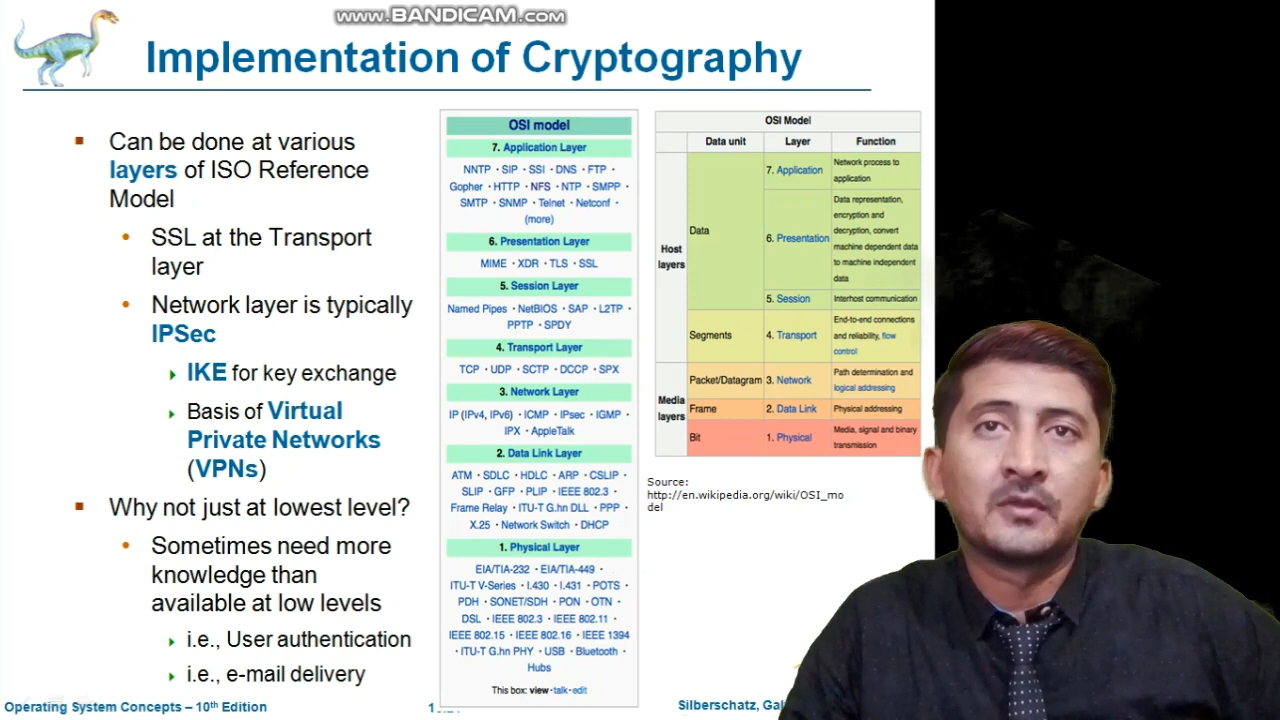 WWW.BANDICAM.COM
Implementation of Cryptography
▪ Can be done at various
layers of ISO Reference
Model
• SSL at the Transport
layer
• Network layer is typically
IPSec
IKE for key exchange
Basis of Virtual
Private Networks
(VPNs)
▪ Why not just at lowest level?
• Sometimes need more
knowledge than
available at low levels
i.e., User authentication
i.e., e-mail delivery
OSI model
7. Application Layer
NNTP · SIP · SSI · DNS · FTP ·
Gopher · HTTP · NFS · NTP · SMPP ·
SMTP · SNMP · Telnet · Netconf ·
(more)
6. Presentation Layer
MIME · XDR · TLS · SSL
5. Session Layer
Named Pipes · NetBIOS · SAP · L2TP ·
PPTP · SPDY
4. Transport Layer
TCP · UDP · SCTP · DCCP · SPX
3. Network Layer
IP (IPv4, IPv6) · ICMP · IPsec · IGMP ·
IPX · AppleTalk
2. Data Link Layer
ATM · SDLC · HDLC · ARP · CSLIP ·
SLIP · GFP · PLIP · IEEE 802.3 ·
Frame Relay · ITU-T G.hn DLL · PPP ·
X.25 · Network Switch · DHCP
1. Physical Layer
EIA/TIA-232 · EIA/TIA-449 ·
ITU-T V-Series · I.430 · I.431 · POTS ·
PDH · SONET/SDH · PON · OTN ·
DSL · IEEE 802.3 · IEEE 802.11 ·
IEEE 802.15 · IEEE 802.16 · IEEE 1394
· ITU-T G.hn PHY · USB · Bluetooth ·
Hubs
This box: view · talk · edit
OSI Model
Data unit Layer Function
Host
layers
Data
7. Application
Network process to
application
6. Presentation
Data representation,
encryption and
decryption, convert
machine dependent data
to machine independent
data
5. Session Interhost communication
Segments 4. Transport
End-to-end connections
and reliability, flow
control
Media
layers
Packet/Datagram 3. Network
Path determination and
logical addressing
Frame 2. Data Link Physical addressing
Bit 1. Physical
Media, signal and binary
transmission
Source:
http://en.wikipedia.org/wiki/OSI_mo
del
Operating System Concepts – 10th Edition
Silberschatz,